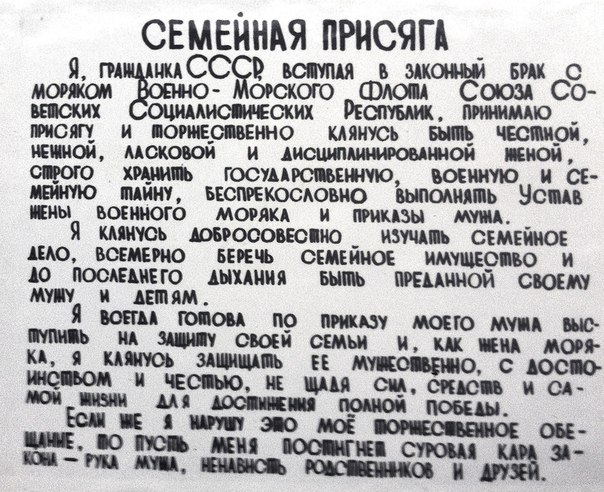 СЕМЕЙНАЯ ПРИСЯГА
Я, ГРАЖДАНКА СССР, ВСТУПАЯ В ЗАКОННЫЙ БРАК С
МОРЯКОМ ВОЕННО-МОРСКОГО ФЛОТА СОЮЗА СО-
ВЕТСКИХ СОЦИАЛИСТИЧЕСКИХ РЕСПУБЛИК, ПРИНИМАЮ
ПРИСЯГУ И ТОРЖЕСТВЕННО КЛЯНУСЬ БЫТЬ ЧЕСТНОЙ,
НЕЖНОЙ, ЛАСКОВОЙ И ДИСЦИПЛИНИРОВАННОЙ ЖЕНОЙ,
СТРОГО ХРАНИТЬ ГОСУДАРСТВЕННУЮ, ВОЕННУЮ И СЕ-
МЕЙНУЮ ТАЙНУ, БЕСПРЕКОСЛОВНО ВЫПОЛНЯТЬ УСТАВ
ЖЕНЫ ВОЕННОГО МОРЯКА И ПРИКАЗЫ МУЖА.
Я КЛЯНУСЬ ДОБРОСОВЕСТНО ИЗУЧАТЬ СЕМЕЙНОЕ
ДЕЛО, ВСЕМЕРНО БЕРЕЧЬ СЕМЕЙНОЕ ИМУЩЕСТВО И
ДО ПОСЛЕДНЕГО ДЫХАНИЯ БЫТЬ ПРЕДАННОЙ СВОЕМУ
МУЖУ И ДЕТЯМ.
Я ВСЕГДА ГОТОВА ПО ПРИКАЗУ МОЕГО МУЖА ВЫС-
ТУПИТЬ НА ЗАЩИТУ СВОЕЙ СЕМЬИ И, КАК ЖЕНА МОРЯ-
КА, Я КЛЯНУСЬ ЗАЩИЩАТЬ ЕЕ МУЖЕСТВЕННО, С ДОСТО-
ИНСТВОМ И ЧЕСТЬЮ, НЕ ЩАДЯ СИЛ, СРЕДСТВ И СА-
МОЙ ЖИЗНИ ДЛЯ ДОСТИЖЕНИЯ ПОЛНОЙ ПОБЕДЫ.
ЕСЛИ ЖЕ Я НАРУШУ ЭТО МОЁ ТОРЖЕСТВЕННОЕ ОБЕ-
ЩАНИЕ, ТО ПУСТЬ МЕНЯ ПОСТИГНЕТ СУРОВАЯ КАРА ЗА-
КОНА — РУКА МУЖА, НЕНАВИСТЬ РОДСТВЕННИКОВ И ДРУЗЕЙ.